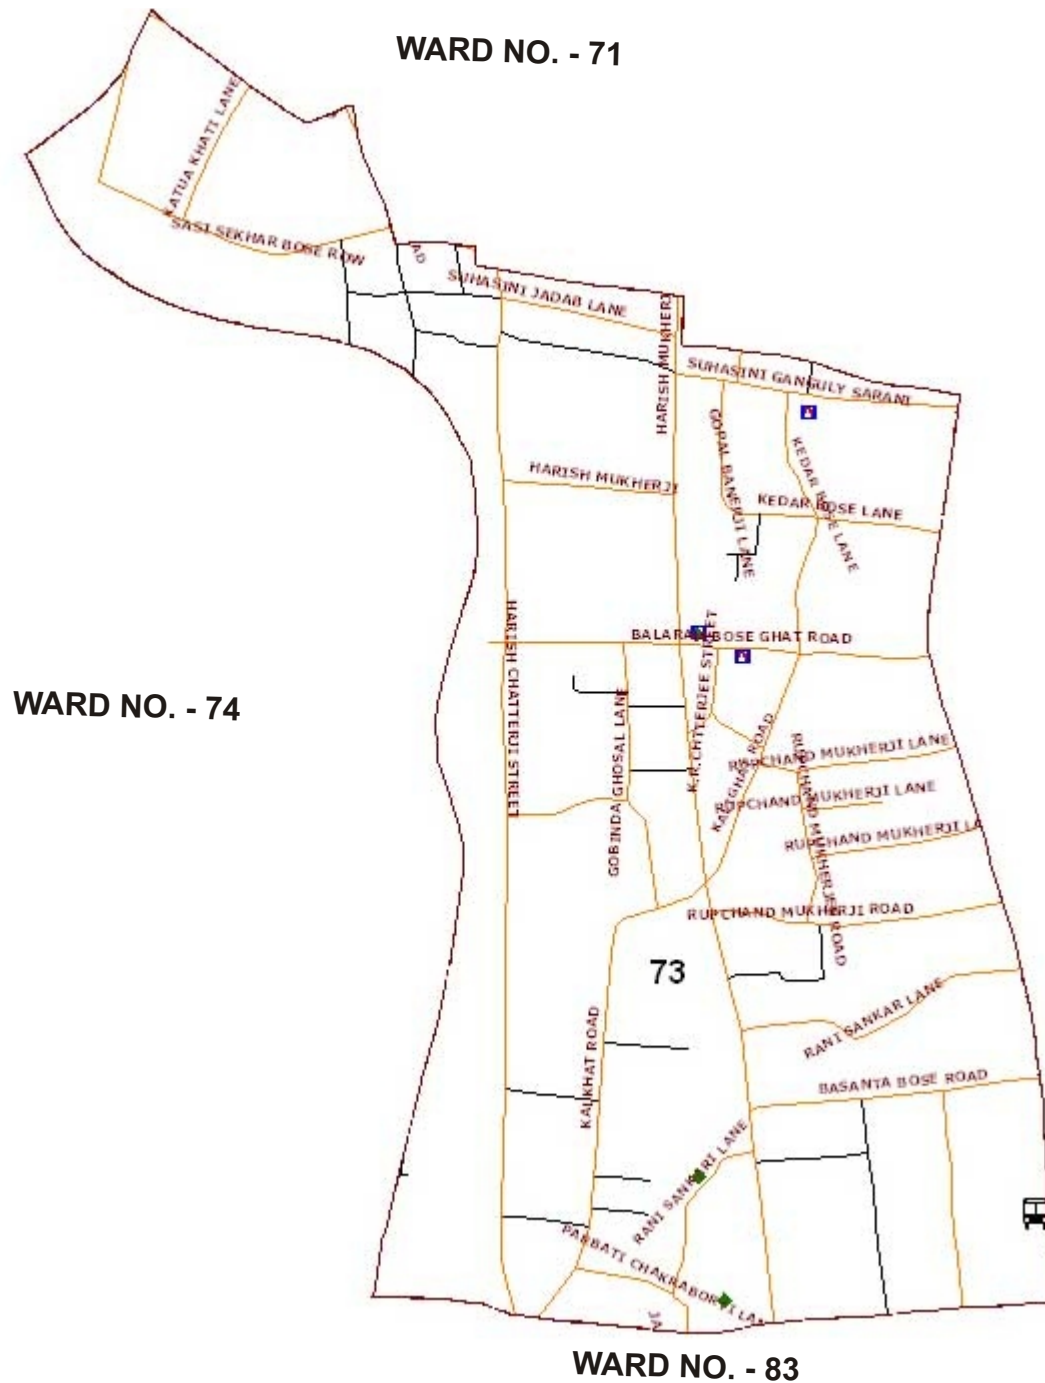 WARD NO. - 71
KATUA KHATI LANE
SASI SEKHAR BOSE ROW
AD
SUHASINI JADAB LANE
HARISH MUKHERJI
SUHASINI GANGULY SARANI
GOPAL BANERJI LANE
KEDAR BOSE LANE
HARISH MUKHERJI
KEDAR BOSE LANE
HARISH CHATTERJI STREET
BALARAM BOSE GHAT ROAD
K.P.CHTTERJEE STREET
WARD NO. - 74
GOBINDA GHOSAL LANE
KALIGHAT ROAD
RUPCHAND MUKHERJI LANE
RUPCHAND MUKHERJI LANE
RUPCHAND MUKHERJI LA
RUPCHAND MUKHERJEE ROAD
RUPCHAND MUKHERJI ROAD
73
RANI SANKAR LANE
KALKHAT ROAD
BASANTA BOSE ROAD
RANI SANKARI LANE
PARBATI CHAKRABORTI LA
JA
WARD NO. - 83